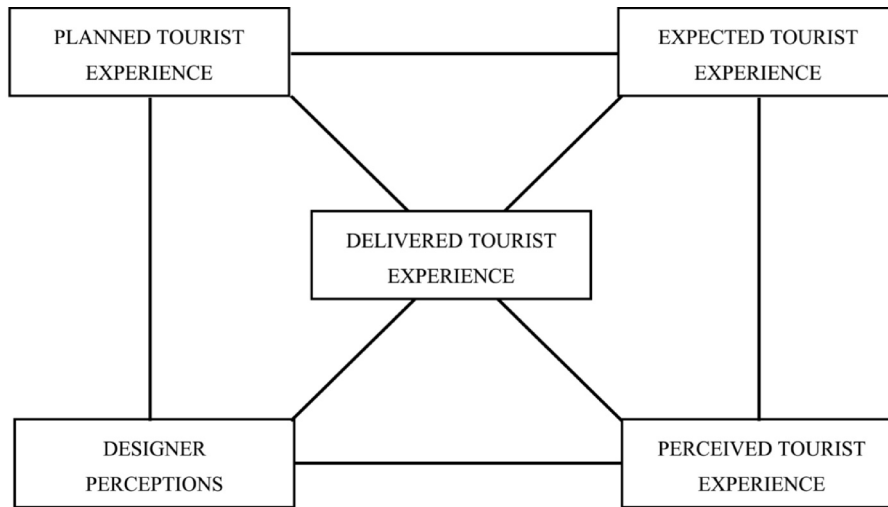 PLANNED TOURIST
EXPERIENCE
EXPECTED TOURIST
EXPERIENCE
DELIVERED TOURIST
EXPERIENCE
DESIGNER
PERCEPTIONS
PERCEIVED TOURIST
EXPERIENCE